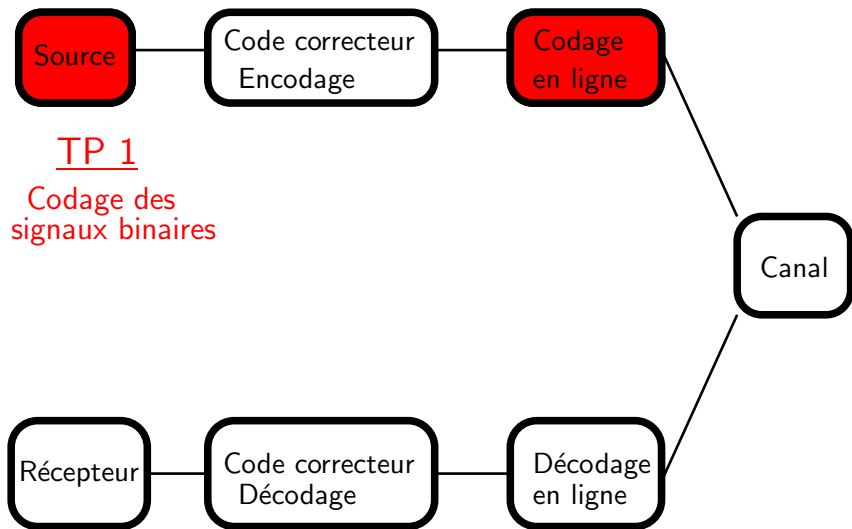 Source
Code correcteur
Encodage
Codage
en ligne
TP 1
Codage des
signaux binaires
Canal
Récepteur
Code correcteur
Décodage
Décodage
en ligne